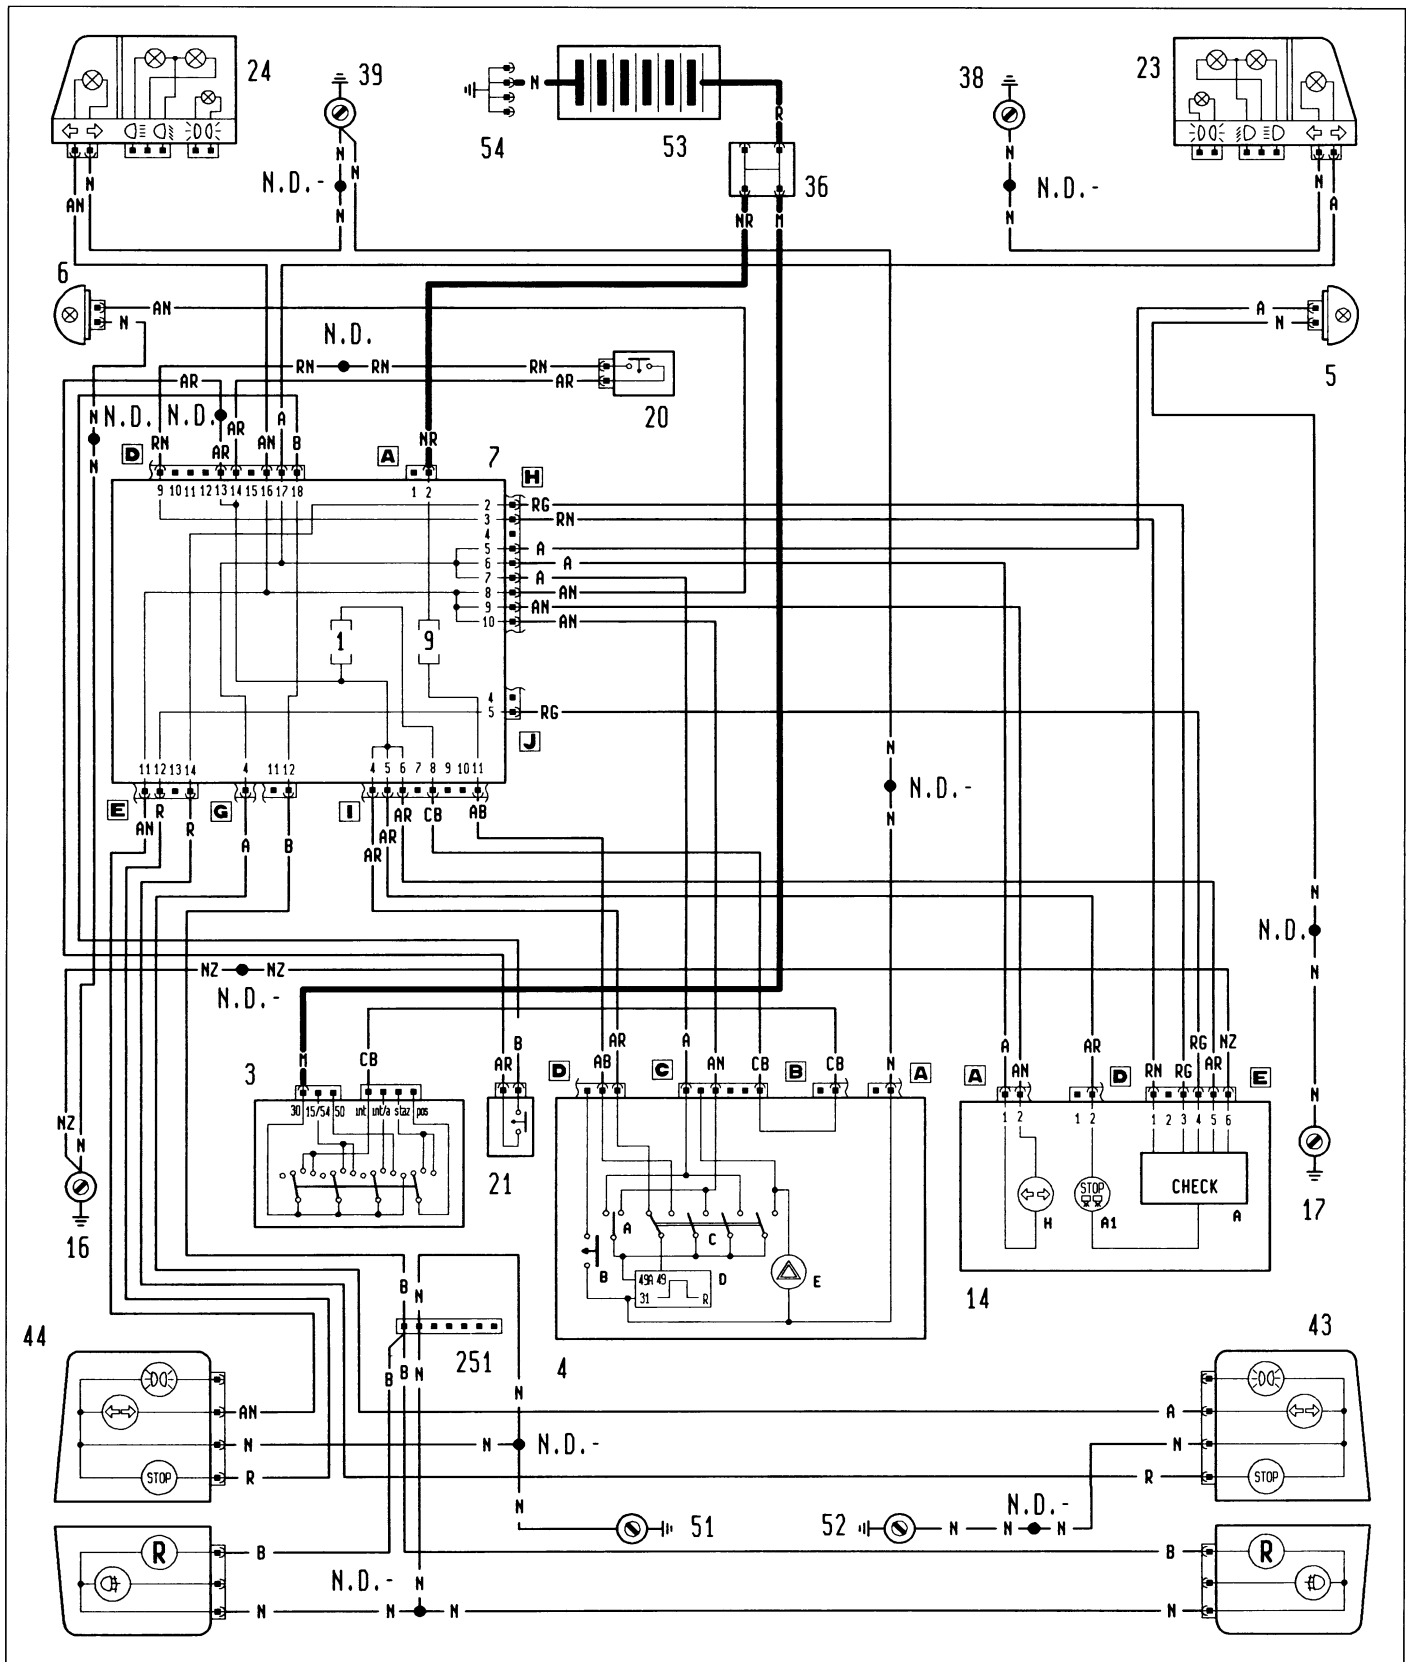 24
39
N
54
R
53
38
23
36
N
N
N
AN
N.D.-
N
N
N.D.-
N
A
N
NR
M
N
6
AN
N
A
N
5
N.D.
RN
RN
RN
AR
AR
20
N
N.D.
N.D.
RN
AR
AR
AN
A
B
NR
N
D
A
7
H
9 10 11 12 13 14 15 16 17 18
1 2
2
RG
3
RN
4
5
A
6
A
7
A
8
AN
9
AN
10
AN
1
9
4
5
RG
J
N
N.D.-
N
11 12 13 14
4
11 12
4 5 6 7 8 9 10 11
E
G
I
AN
R
R
A
B
AR
AR
AR
CB
AB
N
N.D.
N
NZ
NZ
N.D.-
3
M
CB
AR
B
D
AB
AR
C
A
AN
CB
B
CB
N
A
A
A
AN
AR
D
RN
RG
RG
AR
NZ
E
N
30
15/54
50
int
int/a
staz
pos
1
2
1
2
1
2
3
4
5
6
NZ
N
21
16
A
C
B
49A
49
31
R
D
E
4
STOP
H
A1
CHECK
A
14
17
B
N
251
B
B
N
N
44
43
AN
N
R
STOP
N
N.D.-
A
N
R
STOP
N
51
52
N
N
N
N.D.-
R
B
N.D.-
N
N
N
N
B
N
R